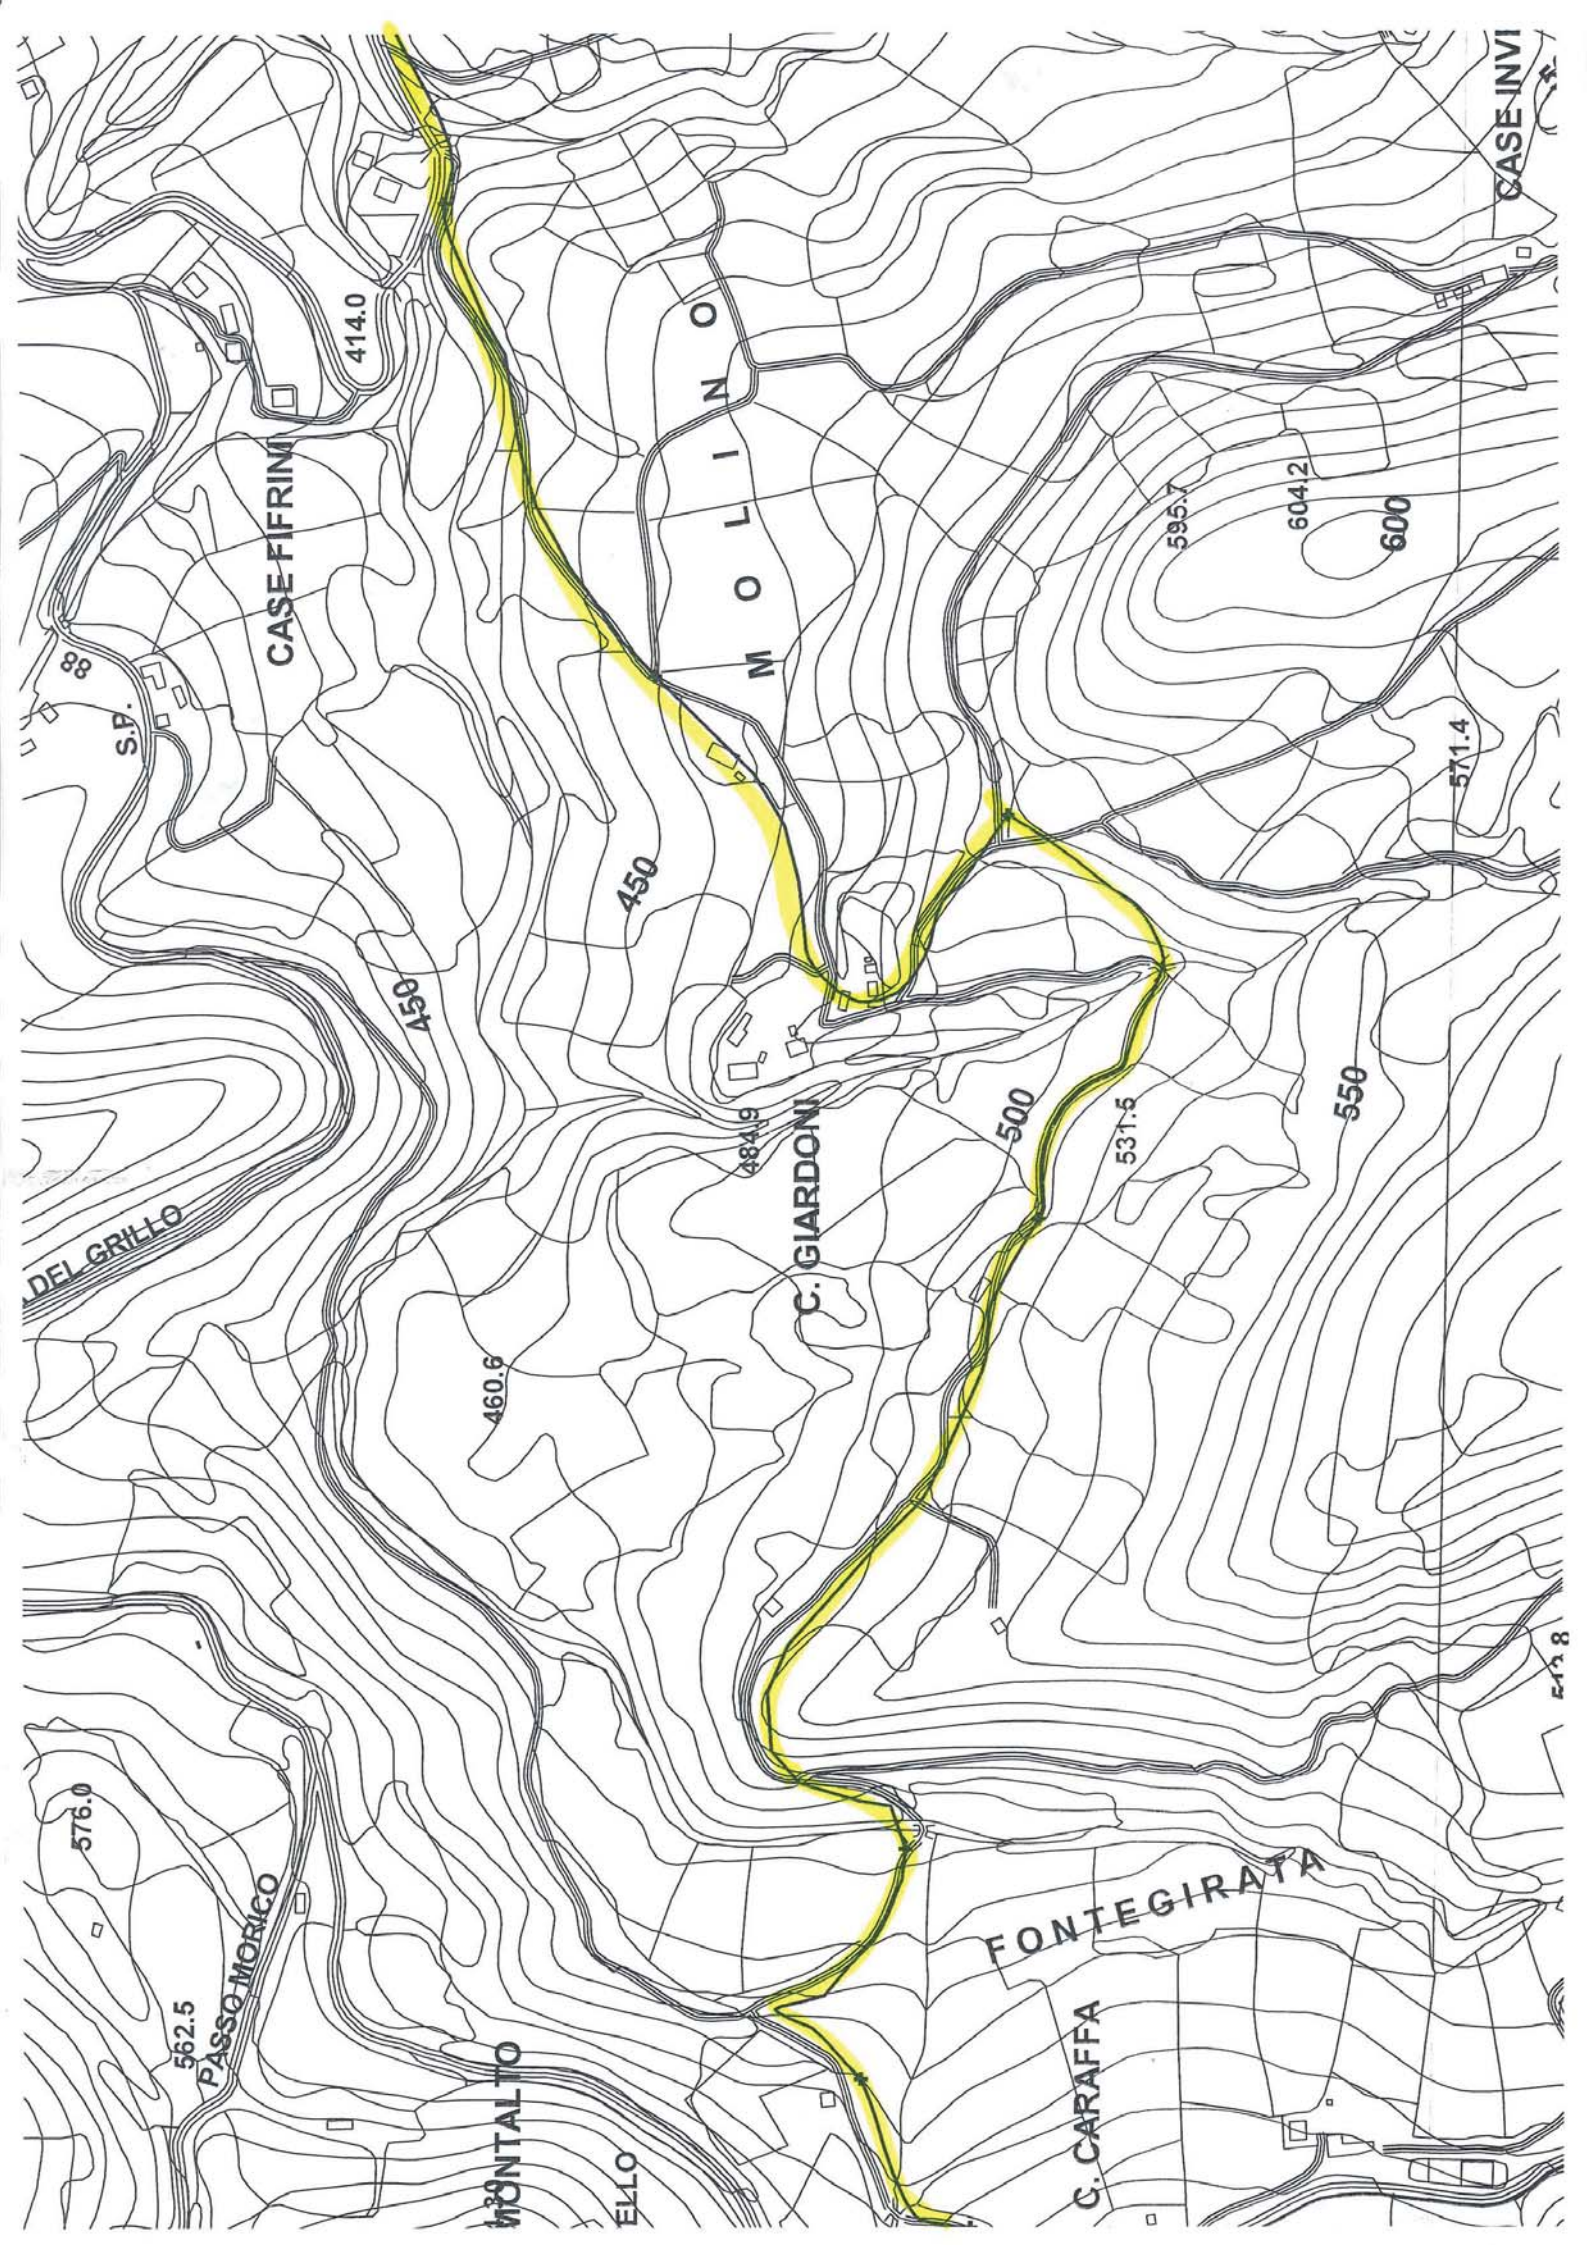 CASE INVI
414.0
MOLINO
CASE FIFRINI
595.7
604.2
600
S.P.
88
571.4
450
450
484.9
C. GIARDONI
500
531.5
550
DEL GRILLO
460.6
576.0
PASSO MORICO
562.5
FONTEGIRATA
C. CARAFFA
MONTALTO
ELLO